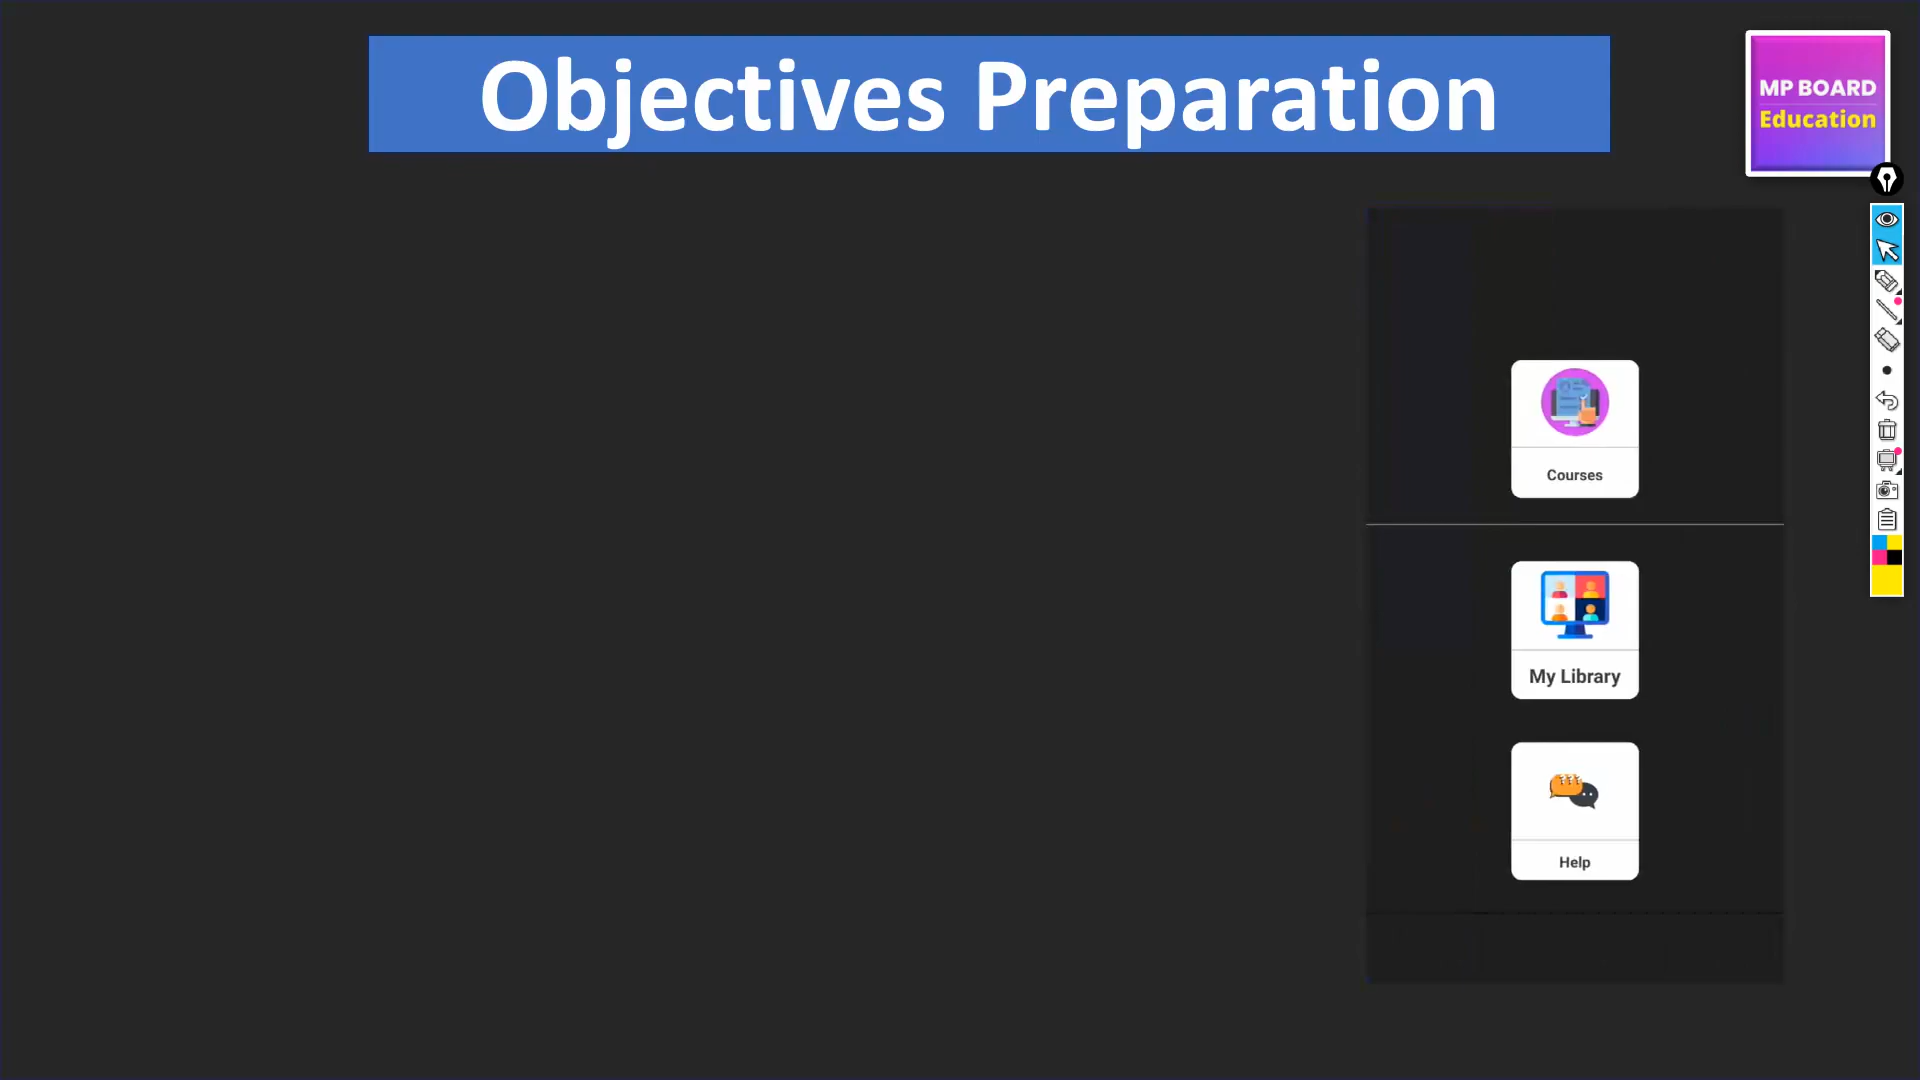 Objectives Preparation
MP BOARD
Education
Courses
My Library
Help